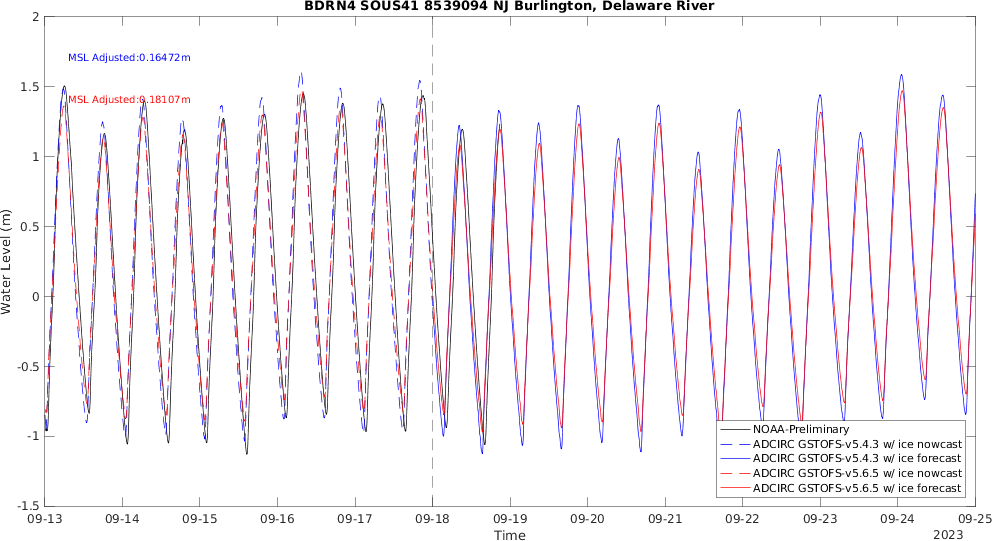 BDRN4 SOUS41 8539094 NJ Burlington, Delaware River
2
1.5
1
0.5
0
-0.5
-1
-1.5
Water Level (m)
MSL Adjusted:0.16472m
MSL Adjusted:0.18107m
NOAA-Preliminary
ADCIRC GSTOFS-v5.4.3 w/ ice nowcast
ADCIRC GSTOFS-v5.4.3 w/ ice forecast
ADCIRC GSTOFS-v5.6.5 w/ ice nowcast
ADCIRC GSTOFS-v5.6.5 w/ ice forecast
09-13 09-14 09-15 09-16 09-17 09-18 09-19 09-20 09-21 09-22 09-23 09-24 09-25
Time
2023